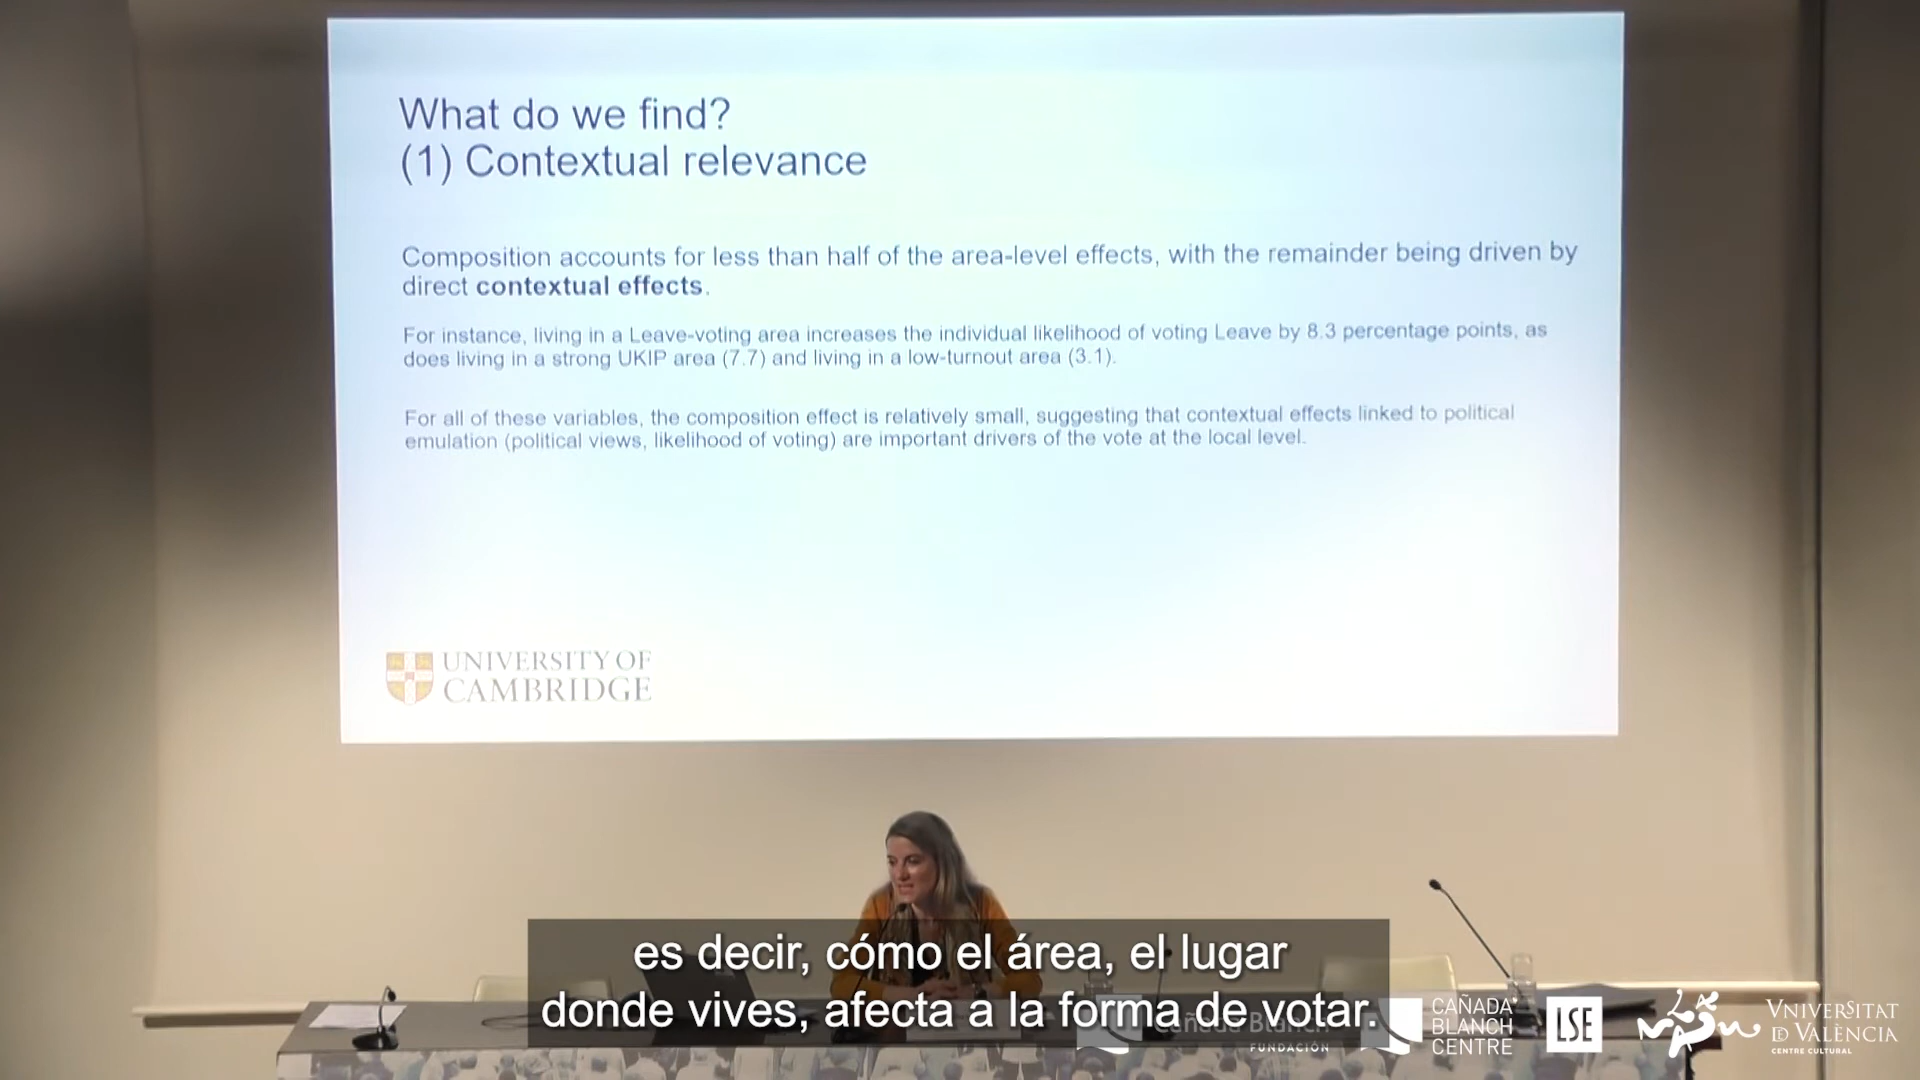 What do we find?
(1) Contextual relevance
Composition accounts for less than half of the area-level effects, with the remainder being driven by
direct contextual effects.
For instance, living in a Leave-voting area increases the individual likelihood of voting Leave by 8.3 percentage points, as
does living in a strong UKIP area (7.7) and living in a low-turnout area (3.1).
For all of these variables, the composition effect is relatively small, suggesting that contextual effects linked to political
emulation (political views, likelihood of voting) are important drivers of the vote at the local level.
UNIVERSITY OF
CAMBRIDGE
es decir, cómo el área, el lugar
donde vives, afecta a la forma de votar.
FUNDACIÓN
CAÑADA
BLANCH
CENTRE
LSE
VNIVERSITAT
DE VALÈNCIA
CENTRE CULTURAL